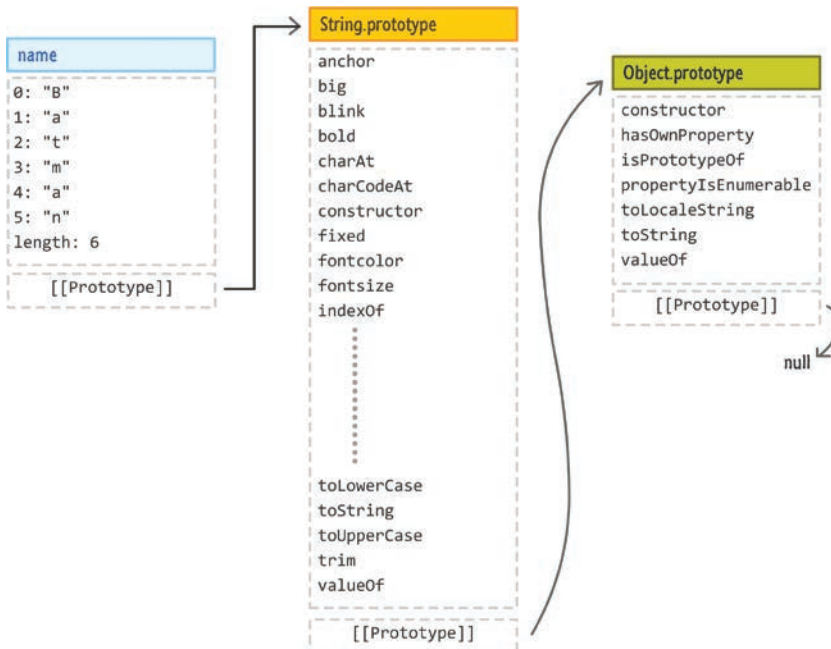 name
0: "B"
1: "a"
2: "t"
3: "m"
4: "a"
5: "n"
length: 6
[[Prototype]]
String.prototype
anchor
big
blink
bold
charAt
charCodeAt
constructor
fixed
fontcolor
fontsize
indexOf
toLowerCase
toString
toUpperCase
trim
valueOf
[[Prototype]]
Object.prototype
constructor
hasOwnProperty
isPrototypeOf
propertyIsEnumerable
toLocaleString
toString
valueOf
[[Prototype]]
null